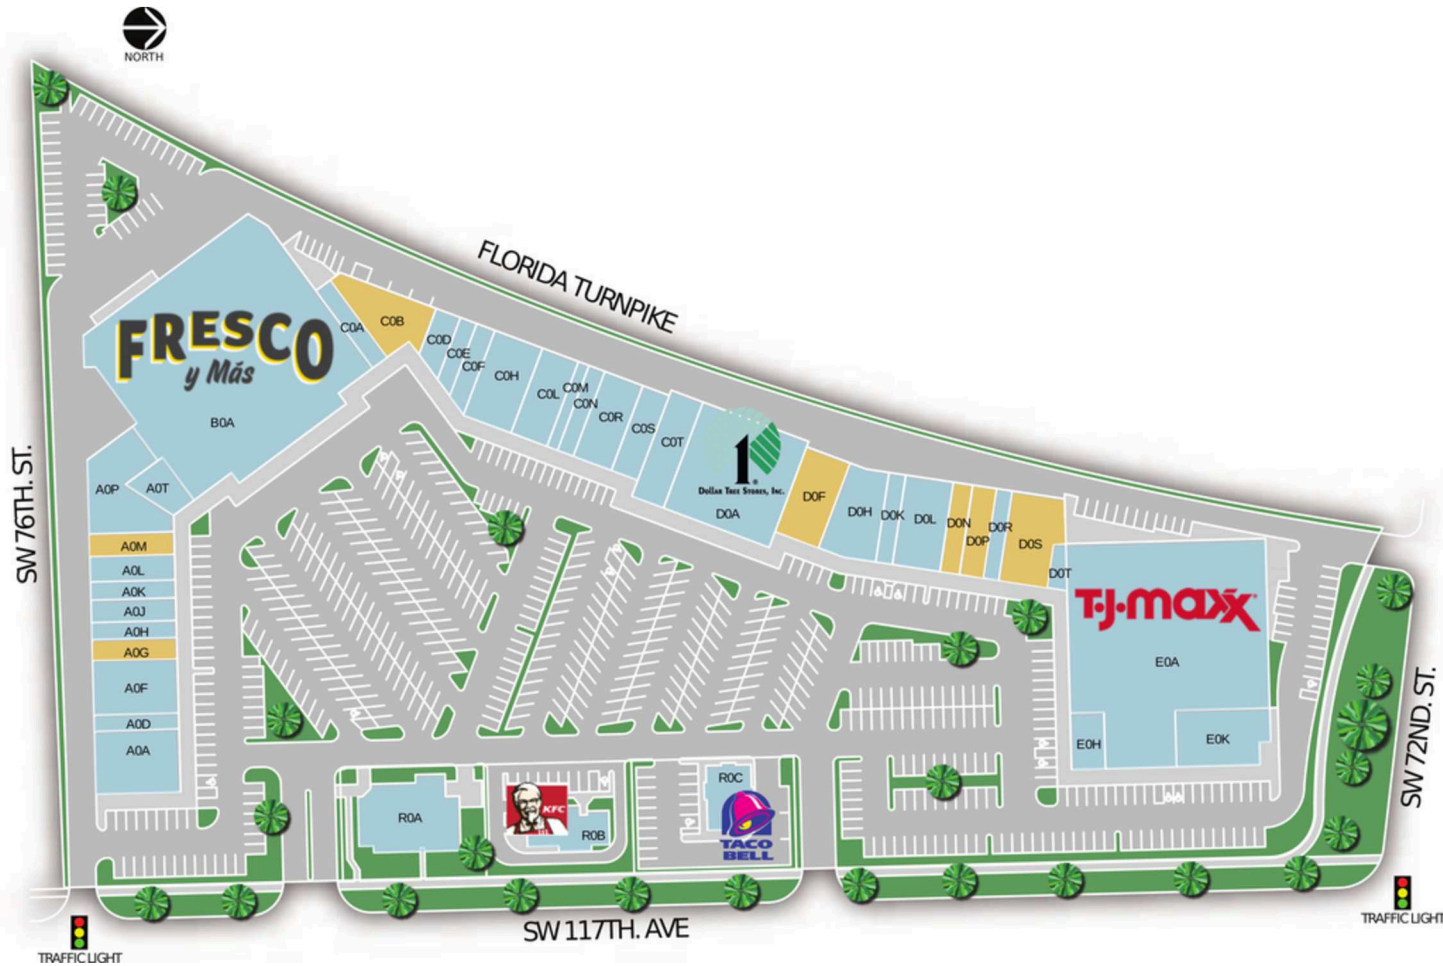 NORTH
FLORIDA TURNPIKE
SW 76TH. ST.
FRESCO
y Más
B0A
C0A
C0B
C0D
C0E
C0F
C0H
C0L
C0M
C0N
C0R
C0S
C0T
1
Dollar Tree Stores, Inc.
D0A
D0F
D0H
D0K
D0L
D0N
D0P
D0R
D0S
D0T
T·J·maxx
E0A
E0H
E0K
A0P
A0T
A0M
A0L
A0K
A0J
A0H
A0G
A0F
A0D
A0A
R0A
KFC
R0B
R0C
TACO
BELL
SW 72ND. ST.
SW 117TH. AVE
TRAFFIC LIGHT
TRAFFIC LIGHT